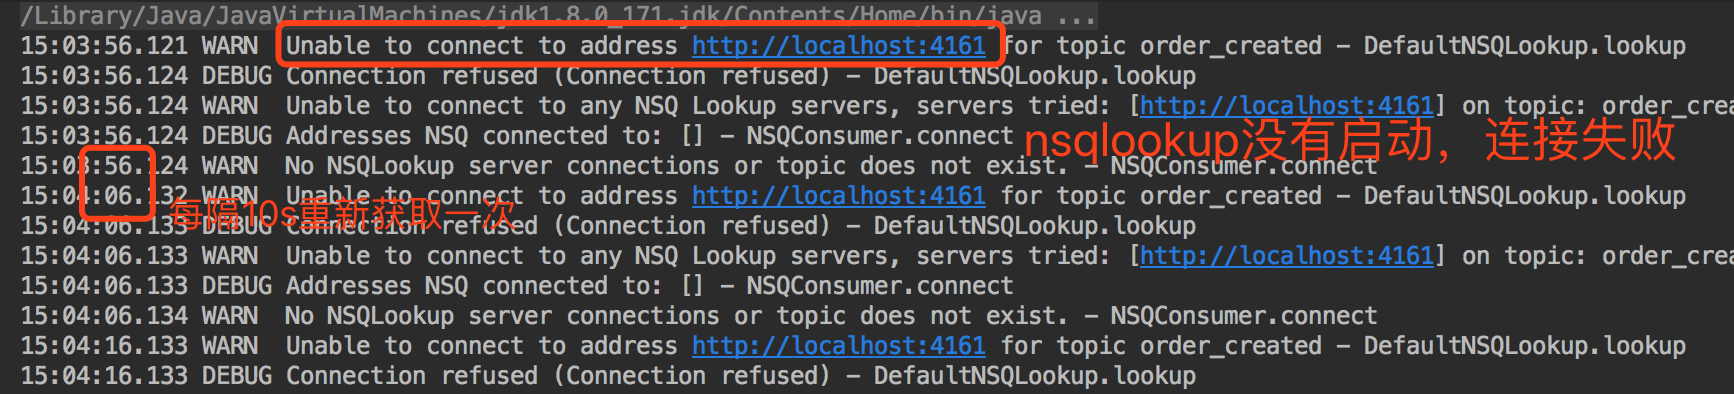 /Library/Java/JavaVirtualMachines/jdk1.8.0_171.jdk/Contents/Home/bin/java ...
15:03:56.121 WARN  Unable to connect to address http://localhost:4161 for topic order_created - DefaultNSQLookup.lookup
15:03:56.124 DEBUG Connection refused (Connection refused) - DefaultNSQLookup.lookup
15:03:56.124 WARN  Unable to connect to any NSQ Lookup servers, servers tried: [http://localhost:4161] on topic: order_crea
15:03:56.124 DEBUG Addresses NSQ connected to: [] - NSQConsumer.connect
nsqlookup没有启动，连接失败
15:03:56.124 WARN  No NSQLookup server connections or topic does not exist. - NSQConsumer.connect
15:04:06.132 WARN  Unable to connect to address http://localhost:4161 for topic order_created - DefaultNSQLookup.lookup
每隔10s重新获取一次
15:04:06.133 DEBUG Connection refused (Connection refused) - DefaultNSQLookup.lookup
15:04:06.133 WARN  Unable to connect to any NSQ Lookup servers, servers tried: [http://localhost:4161] on topic: order_crea
15:04:06.133 DEBUG Addresses NSQ connected to: [] - NSQConsumer.connect
15:04:06.134 WARN  No NSQLookup server connections or topic does not exist. - NSQConsumer.connect
15:04:16.133 WARN  Unable to connect to address http://localhost:4161 for topic order_created - DefaultNSQLookup.lookup
15:04:16.133 DEBUG Connection refused (Connection refused) - DefaultNSQLookup.lookup